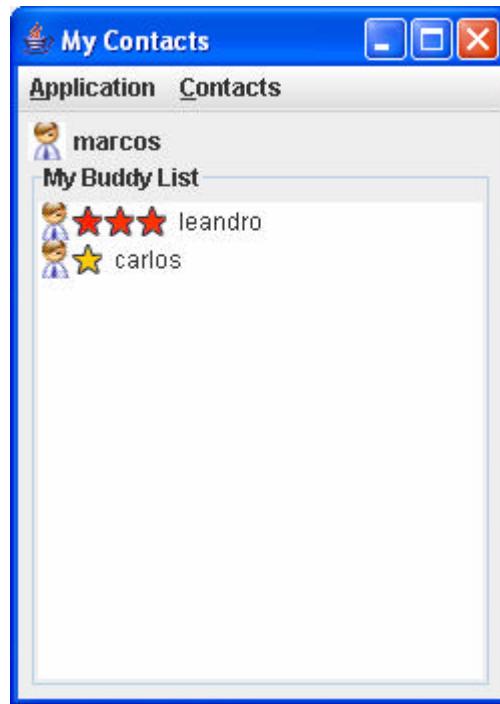 My Contacts
Application Contacts
marcos
My Buddy List
leandro
carlos